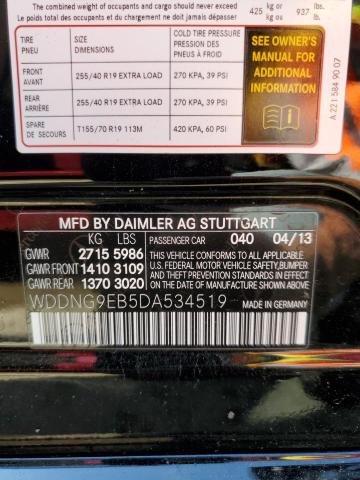 The combined weight of occupants and cargo should never exceed
Le poids total des occupants et du chargement ne doit jamais dépasser
425 kg or kg ou 937 lbs. lb.
TIRE
PNEU
SIZE
DIMENSIONS
COLD TIRE PRESSURE
PRESSION DES
PNEUS À FROID
FRONT
AVANT
255/40 R19 EXTRA LOAD
270 KPA, 39 PSI
REAR
ARRIÈRE
255/40 R19 EXTRA LOAD
270 KPA, 39 PSI
SPARE
DE SECOURS
T155/70 R19 113M
420 KPA, 60 PSI
SEE OWNER'S
MANUAL FOR
ADDITIONAL
INFORMATION
A 221 584 90 07
MFD BY DAIMLER AG STUTTGART
KG LBS PASSENGER CAR 040 04/13
GVWR 2715 5986
GAWR FRONT 1410 3109
GAWR REAR 1370 3020
THIS VEHICLE CONFORMS TO ALL APPLICABLE
U.S. FEDERAL MOTOR VEHICLE SAFETY, BUMPER,
AND THEFT PREVENTION STANDARDS IN EFFECT
ON THE DATE OF MANUFACTURE SHOWN ABOVE.
WDDNG9EB5DA534519
Made in Germany